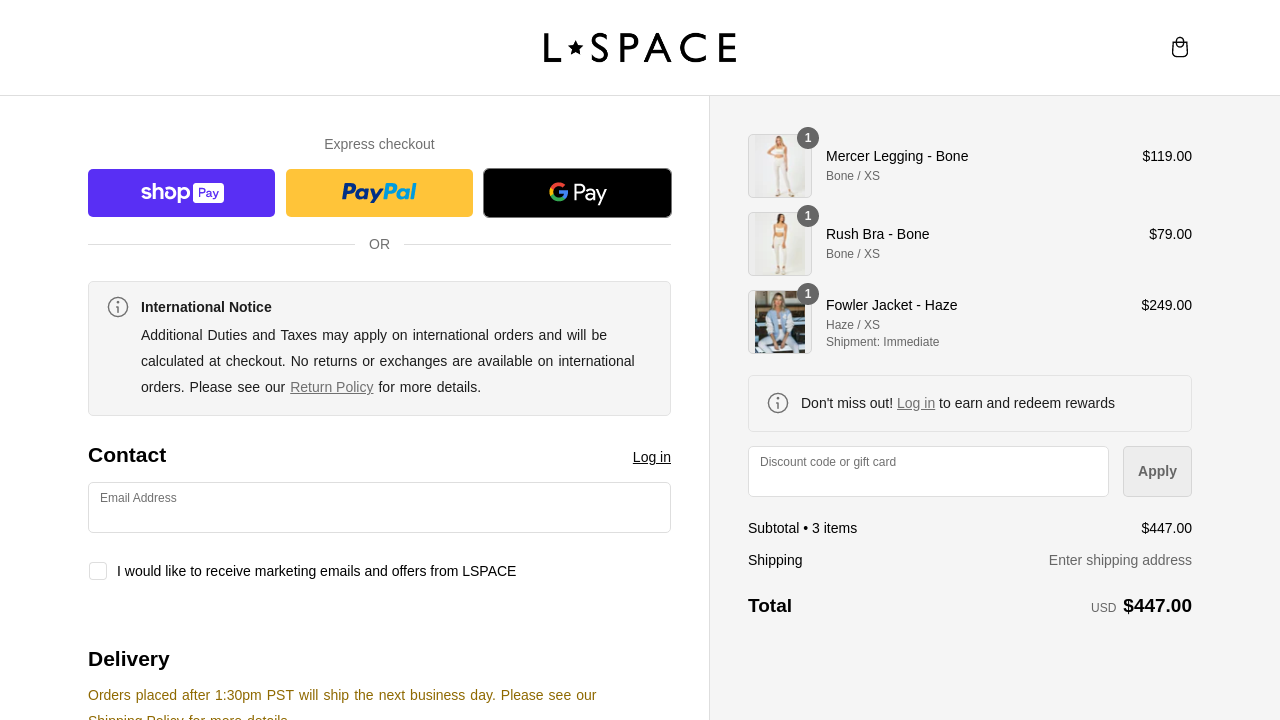 L★SPACE
Express checkout
shop Pay
PayPal
G Pay
OR
International Notice
Additional Duties and Taxes may apply on international orders and will be
calculated at checkout. No returns or exchanges are available on international
orders. Please see our Return Policy for more details.
Contact
Log in
Email Address
I would like to receive marketing emails and offers from LSPACE
Delivery
Orders placed after 1:30pm PST will ship the next business day. Please see our
Shipping Policy for more details.
1
Mercer Legging - Bone
$119.00
Bone / XS
1
Rush Bra - Bone
$79.00
Bone / XS
1
Fowler Jacket - Haze
$249.00
Haze / XS
Shipment: Immediate
Don't miss out! Log in to earn and redeem rewards
Discount code or gift card
Apply
Subtotal • 3 items
$447.00
Shipping
Enter shipping address
Total
USD $447.00